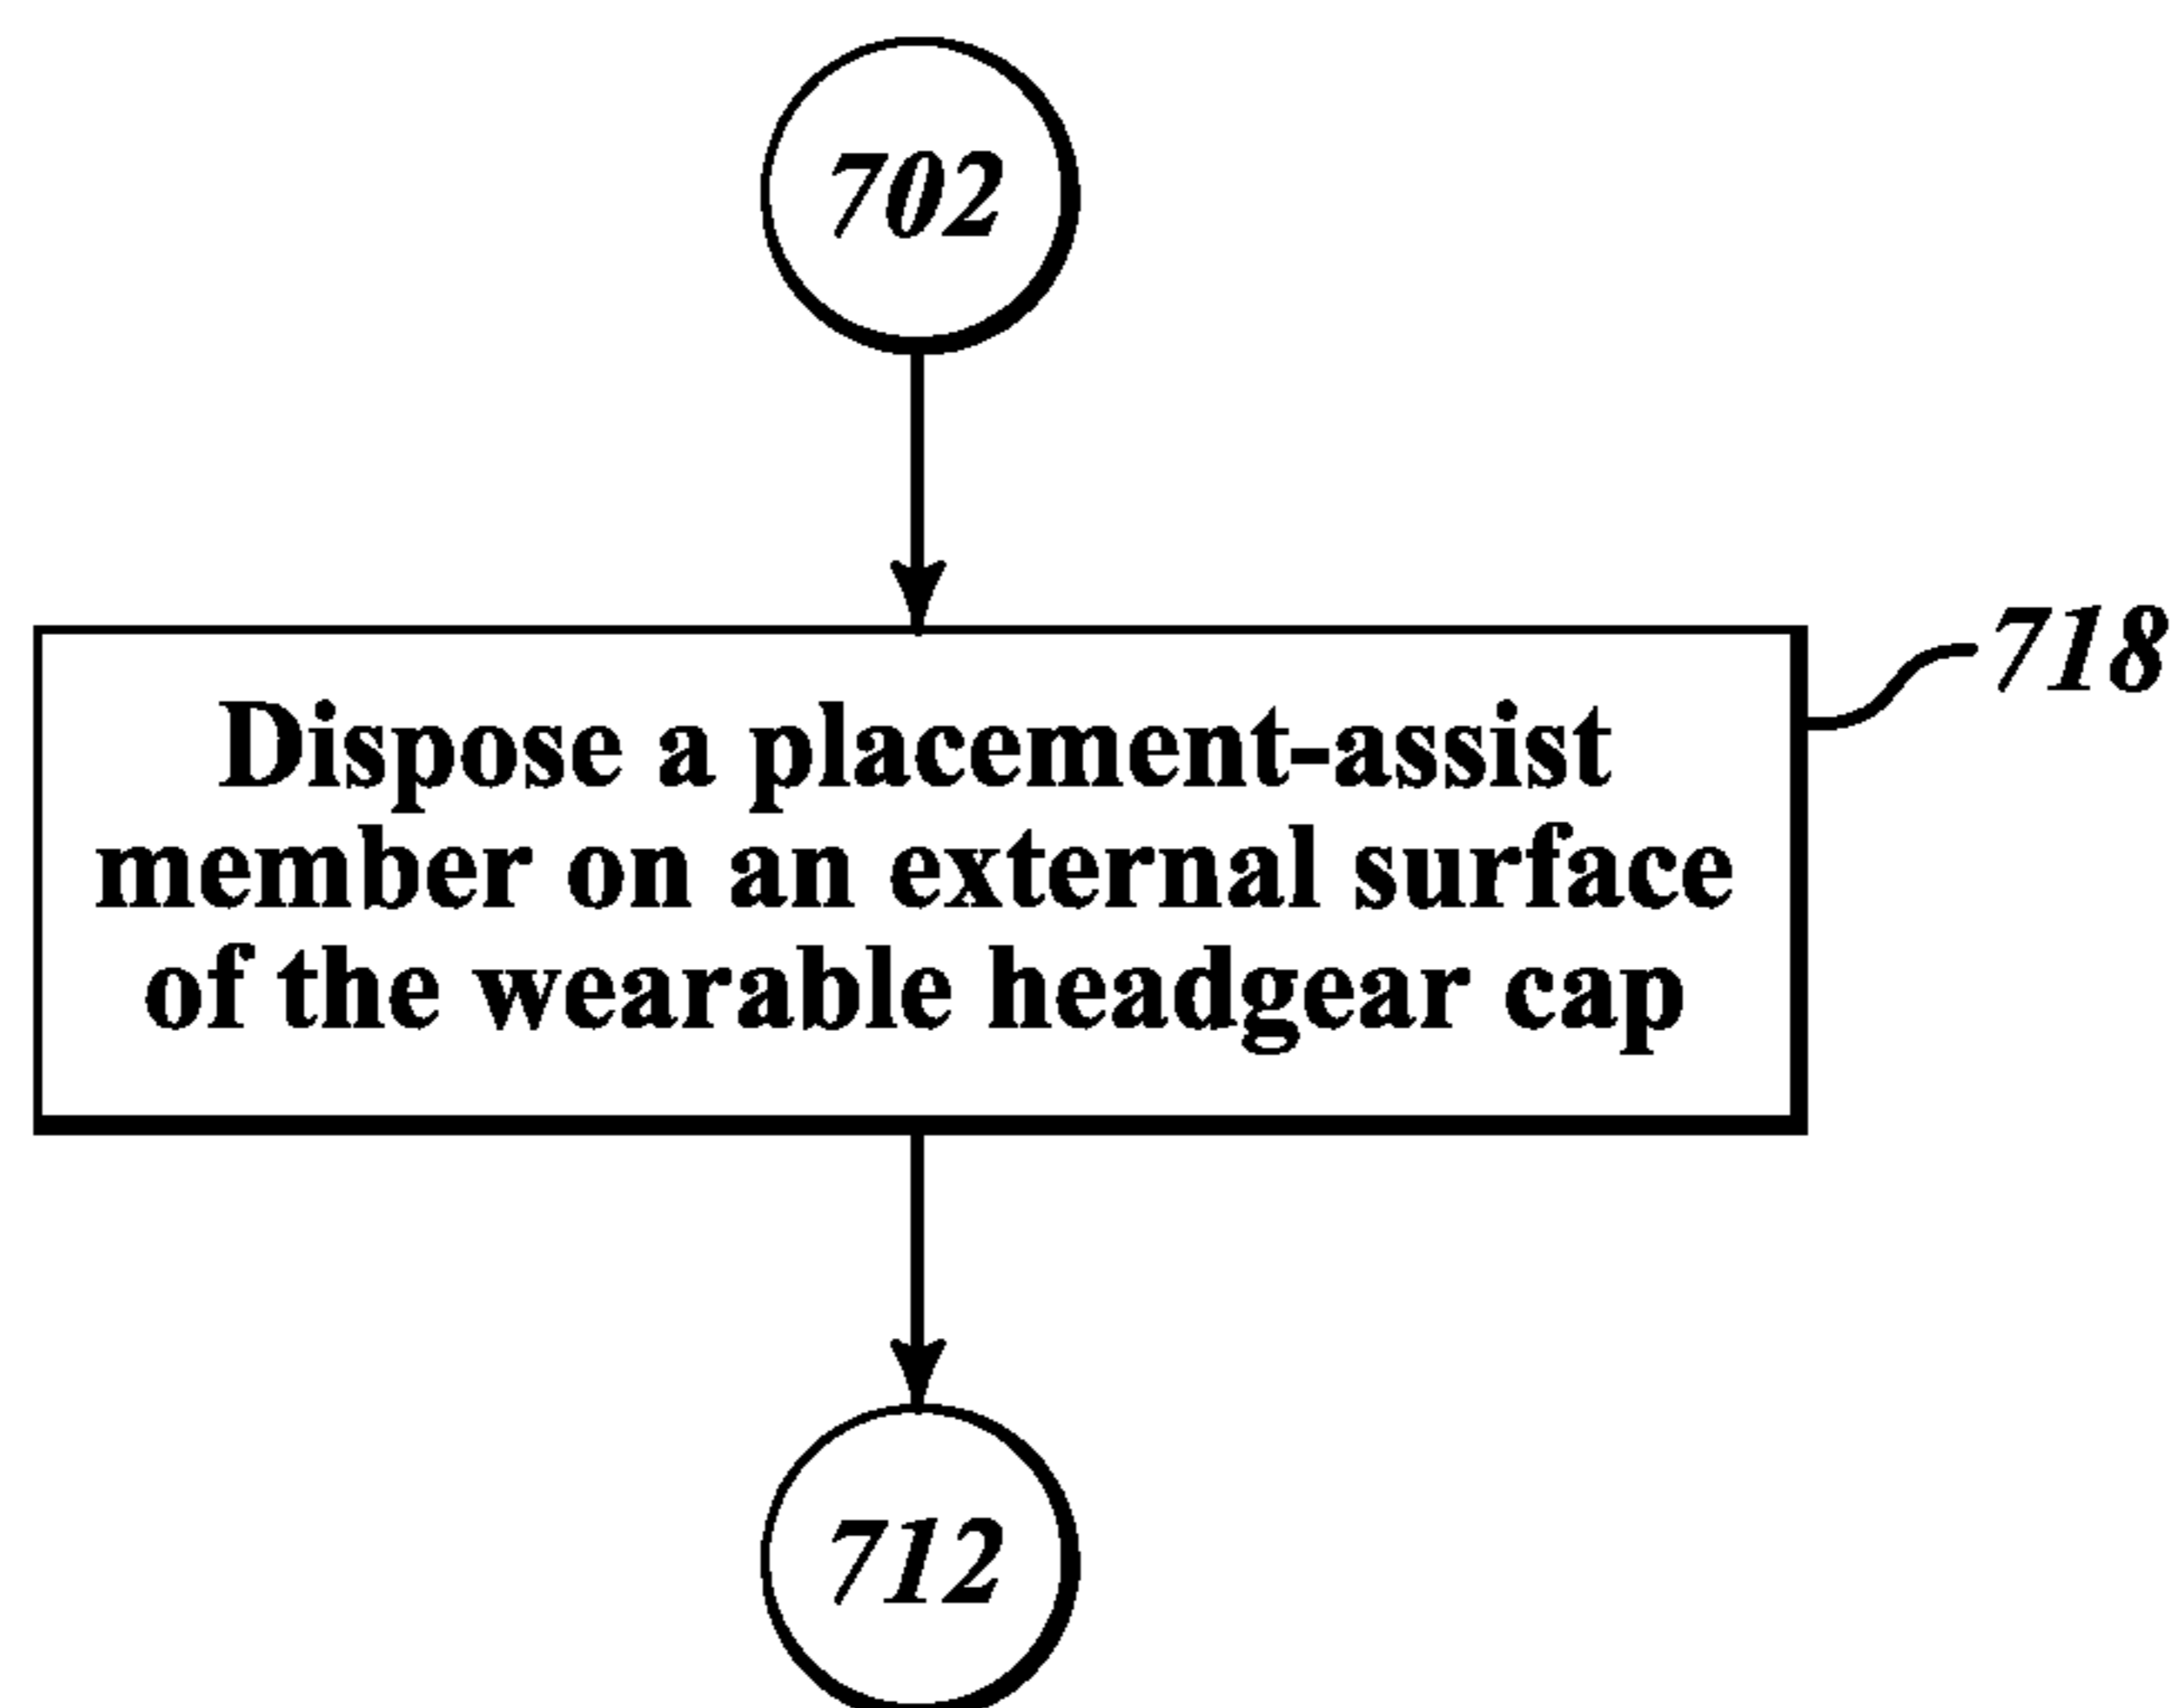 702
718
Dispose a placement-assist
member on an external surface
of the wearable headgear cap
712